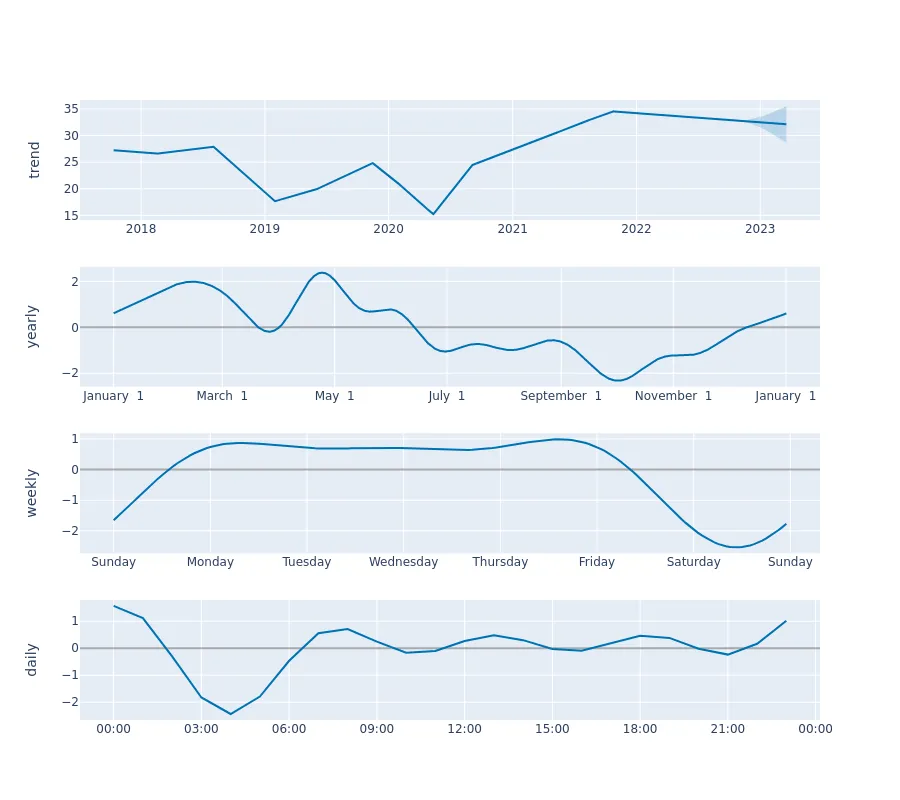 trend
35
30
25
20
15
2018 2019 2020 2021 2022 2023
yearly
2
0
−2
January 1 March 1 May 1 July 1 September 1 November 1 January 1
weekly
1
0
−1
−2
Sunday Monday Tuesday Wednesday Thursday Friday Saturday Sunday
daily
1
0
−1
−2
00:00 03:00 06:00 09:00 12:00 15:00 18:00 21:00 00:00